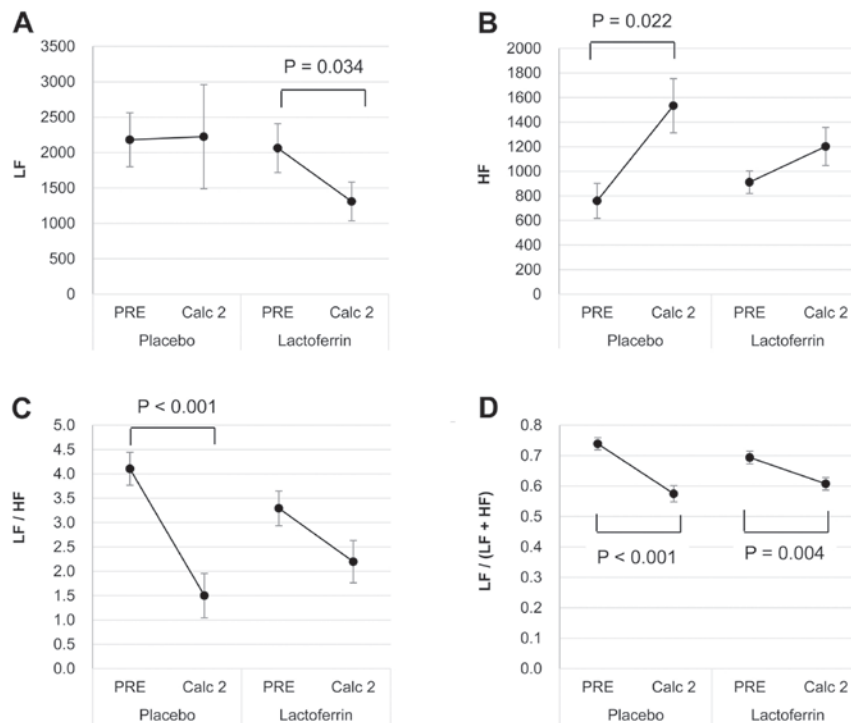 A
3500
3000
2500
2000
1500
1000
500
0
LF
P = 0.034
PRE Calc 2 PRE Calc 2
Placebo Lactoferrin
B
2000
1800
1600
1400
1200
1000
800
600
400
200
0
HF
P = 0.022
PRE Calc 2 PRE Calc 2
Placebo Lactoferrin
C
5.0
4.5
4.0
3.5
3.0
2.5
2.0
1.5
1.0
0.5
0.0
LF / HF
P < 0.001
PRE Calc 2 PRE Calc 2
Placebo Lactoferrin
D
0.8
0.7
0.6
0.5
0.4
0.3
0.2
0.1
0.0
LF / (LF + HF)
P < 0.001 P = 0.004
PRE Calc 2 PRE Calc 2
Placebo Lactoferrin